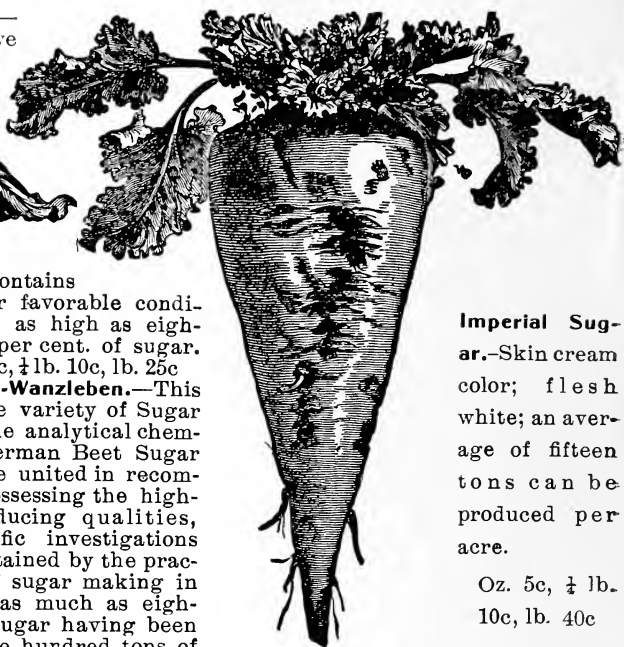 ontains
r favorable condi-
as high as eigh-
per cent. of sugar.
c, ¼ lb. 10c, lb. 25c
-Wanzleben.—This
e variety of Sugar
e analytical chem-
erman Beet Sugar
e united in recom-
ossessing the high-
ducing qualities,
fic investigations
tained by the prac-
sugar making in
as much as eigh-
ugar having been
e hundred tons of
Imperial Sug-
ar.–Skin cream
color; flesh
white; an aver-
age of fifteen
tons can be
produced per
acre.
Oz. 5c, ¼ lb.
10c, lb. 40c